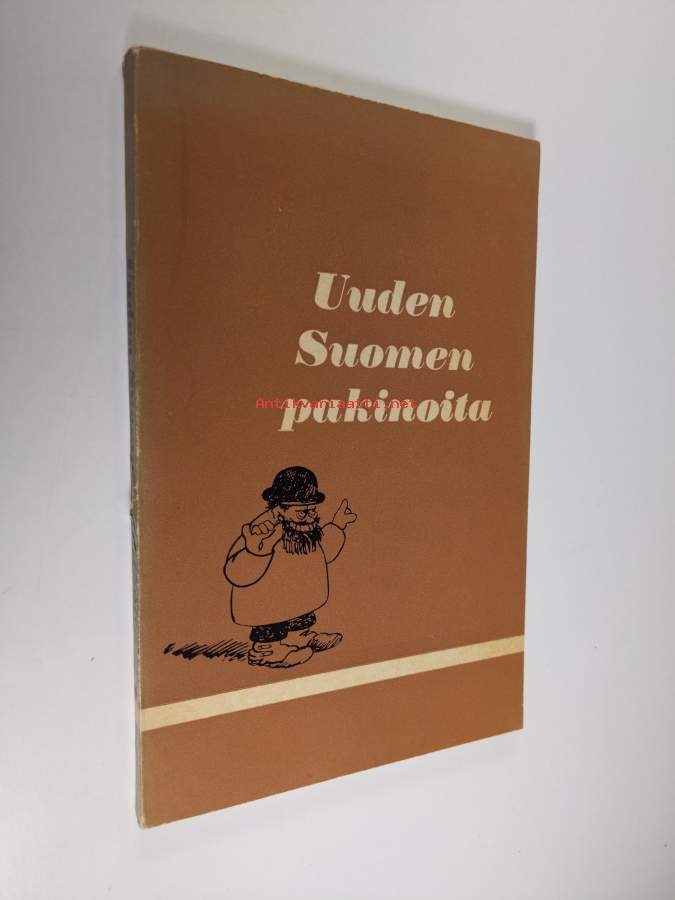 Uuden
Suomen
Antikvariaatti.net
pakinoita